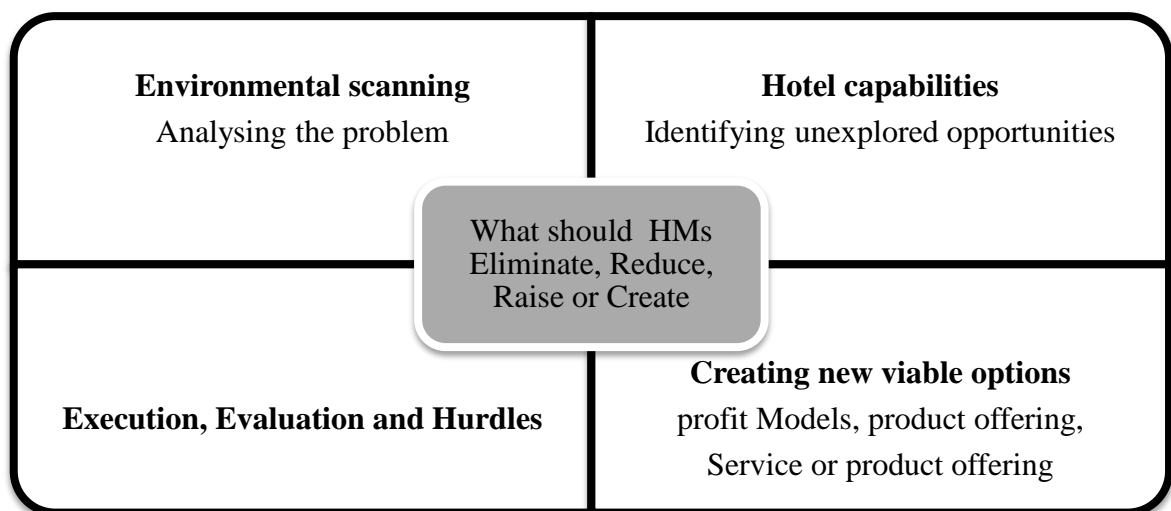 Environmental scanning
Analysing the problem
Hotel capabilities
Identifying unexplored opportunities
What should HMs
Eliminate, Reduce,
Raise or Create
Execution, Evaluation and Hurdles
Creating new viable options
profit Models, product offering,
Service or product offering